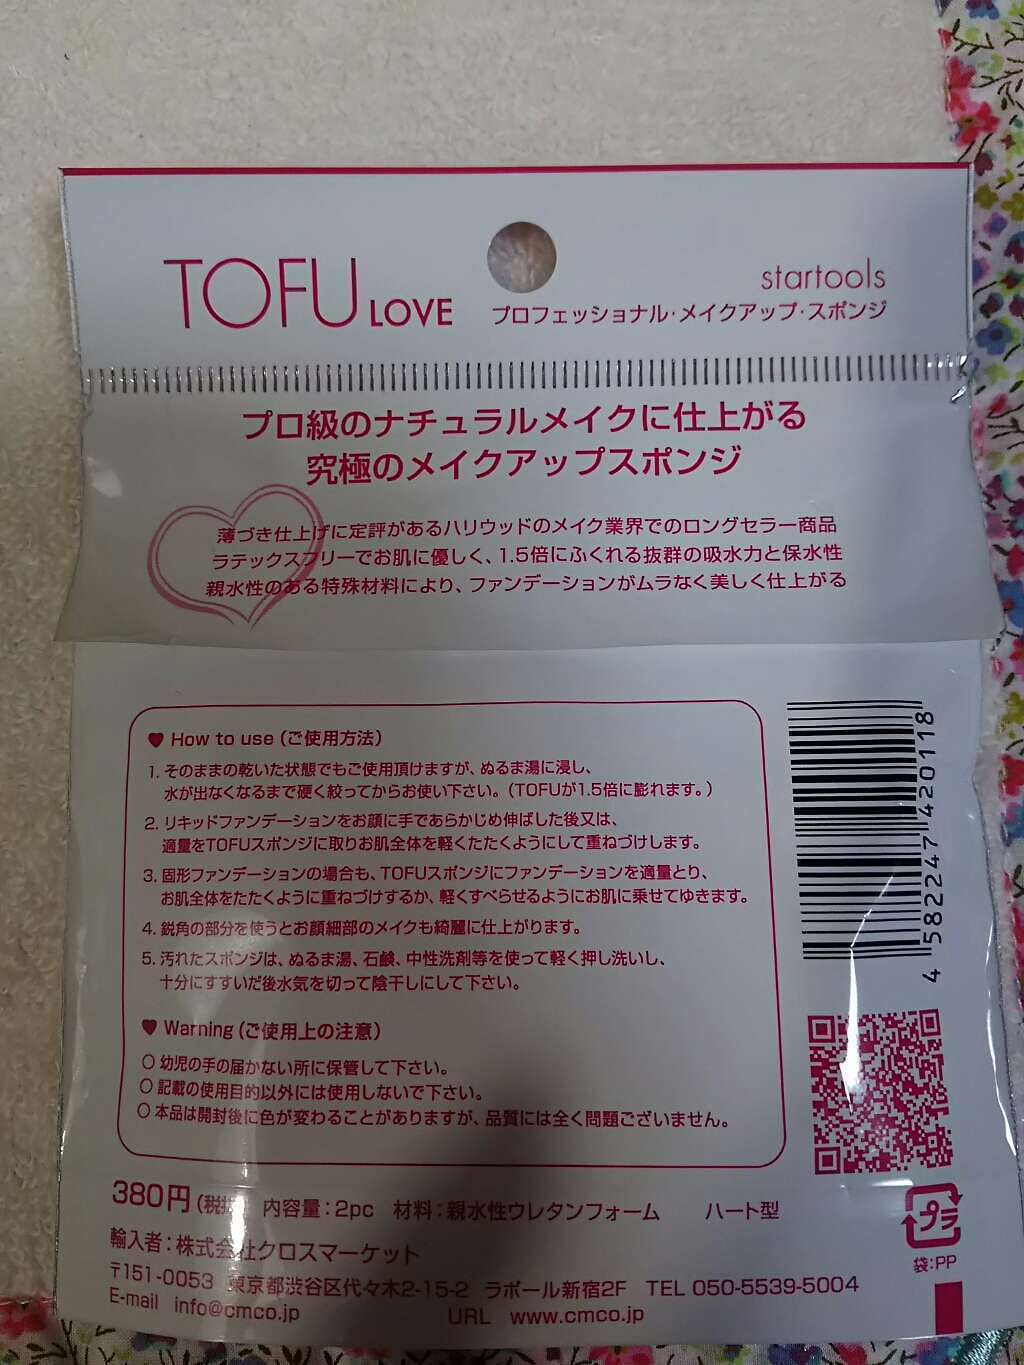 TOFU LOVE
startools
プロフェッショナル・メイクアップ・スポンジ
プロ級のナチュラルメイクに仕上がる
究極のメイクアップスポンジ
薄づき仕上げに定評があるハリウッドのメイク業界でのロングセラー商品
ラテックスフリーでお肌に優しく、1.5倍にふくれる抜群の吸水力と保水性
親水性のある特殊材料により、ファンデーションがムラなく美しく仕上がる
♥ How to use (ご使用方法)
1. そのままの乾いた状態でもご使用頂けますが、ぬるま湯に浸し、
水が出なくなるまで硬く絞ってからお使い下さい。(TOFUが1.5倍に膨れます。)
2. リキッドファンデーションをお顔に手であらかじめ伸ばした後又は、
適量をTOFUスポンジに取りお肌全体を軽くたたくようにして重ねづけします。
3. 固形ファンデーションの場合も、TOFUスポンジにファンデーションを適量とり、
お肌全体をたたくように重ねづけするか、軽くすべらせるようにお肌に乗せてゆきます。
4. 鋭角の部分を使うとお顔細部のメイクも綺麗に仕上がります。
5. 汚れたスポンジは、ぬるま湯、石鹸、中性洗剤等を使って軽く押し洗いし、
十分にすすいだ後水気を切って陰干しにして下さい。
♥ Warning (ご使用上の注意)
○ 幼児の手の届かない所に保管して下さい。
○ 記載の使用目的以外には使用しないで下さい。
○ 本品は開封後に色が変わることがありますが、品質には全く問題ございません。
4 582247 420118
380円 (税抜 内容量：2pc 材料：親水性ウレタンフォーム ハート型
プラ
袋：PP
輸入者：株式会社クロスマーケット
〒151-0053 東京都渋谷区代々木2-15-2 ラポール新宿2F TEL 050-5539-5004
E-mail info@cmco.jp URL www.cmco.jp